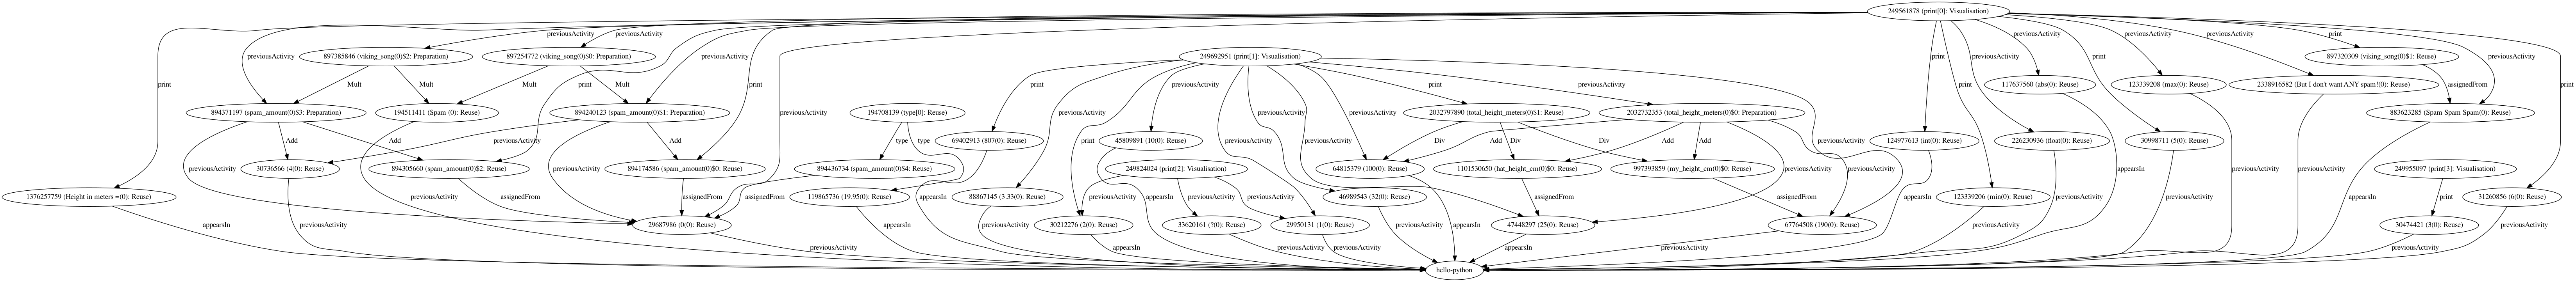 249561878 (print[0]: Visualisation)
previousActivity
previousActivity
print
previousActivity
897385846 (viking_song(0)$2: Preparation)
897254772 (viking_song(0)$0: Preparation)
249692951 (print[1]: Visualisation)
previousActivity
previousActivity
print
previousActivity
print
previousActivity
print
previousActivity
previousActivity
897320309 (viking_song(0)$1: Reuse)
print
Mult
Mult
Mult
Mult
print
print
previousActivity
print
previousActivity
117637560 (abs(0): Reuse)
123339208 (max(0): Reuse)
2338916582 (But I don't want ANY spam!(0): Reuse)
assignedFrom
previousActivity
print
894371197 (spam_amount(0)$3: Preparation)
194511411 (Spam (0): Reuse)
894240123 (spam_amount(0)$1: Preparation)
print
previousActivity
194708139 (type[0]: Reuse)
previousActivity
print
previousActivity
previousActivity
2032797890 (total_height_meters(0)$1: Reuse)
2032732353 (total_height_meters(0)$0: Preparation)
883623285 (Spam Spam Spam(0): Reuse)
Add
Add
previousActivity
type
type
69402913 (807(0): Reuse)
45809891 (10(0): Reuse)
Div
Div
Add
Add
previousActivity
124977613 (int(0): Reuse)
226230936 (float(0): Reuse)
30998711 (5(0): Reuse)
previousActivity
30736566 (4(0): Reuse)
894305660 (spam_amount(0)$2: Reuse)
previousActivity
Add
894174586 (spam_amount(0)$0: Reuse)
894436734 (spam_amount(0)$4: Reuse)
249824024 (print[2]: Visualisation)
64815379 (100(0): Reuse)
1101530650 (hat_height_cm(0)$0: Reuse)
997393859 (my_height_cm(0)$0: Reuse)
previousActivity
previousActivity
appearsIn
previousActivity
previousActivity
249955097 (print[3]: Visualisation)
1376257759 (Height in meters =(0): Reuse)
previousActivity
assignedFrom
assignedFrom
assignedFrom
119865736 (19.95(0): Reuse)
appearsIn
88867145 (3.33(0): Reuse)
previousActivity
appearsIn
previousActivity
previousActivity
46989543 (32(0): Reuse)
assignedFrom
assignedFrom
appearsIn
123339206 (min(0): Reuse)
appearsIn
print
31260856 (6(0): Reuse)
appearsIn
previousActivity
29687986 (0(0): Reuse)
appearsIn
previousActivity
30212276 (2(0): Reuse)
33620161 (?(0): Reuse)
29950131 (1(0): Reuse)
previousActivity
appearsIn
47448297 (25(0): Reuse)
67764508 (190(0): Reuse)
previousActivity
previousActivity
previousActivity
30474421 (3(0): Reuse)
previousActivity
previousActivity
appearsIn
previousActivity
previousActivity
appearsIn
previousActivity
previousActivity
hello-python